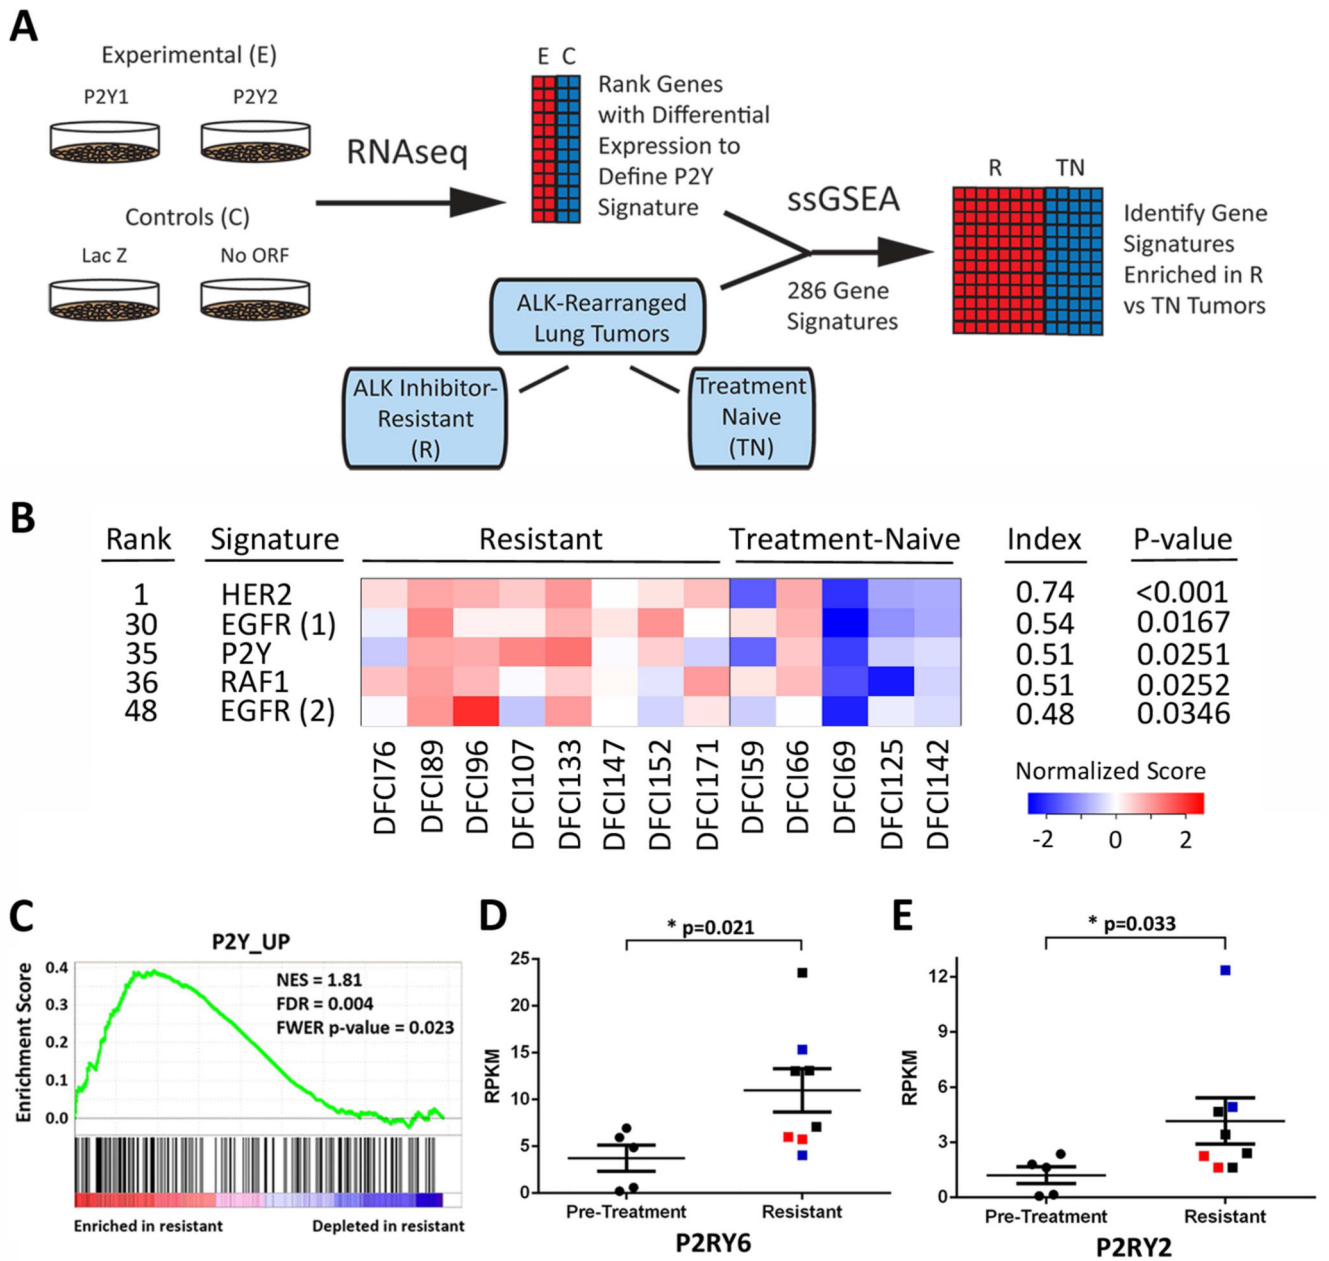 A
Experimental (E)
P2Y1 P2Y2
Controls (C)
Lac Z No ORF
RNAseq
E C
Rank Genes
with Differential
Expression to
Define P2Y
Signature
ALK-Rearranged
Lung Tumors
ALK Inhibitor-
Resistant
(R)
Treatment
Naive
(TN)
ssGSEA
286 Gene
Signatures
R TN
Identify Gene
Signatures
Enriched in R
vs TN Tumors
B
Rank Signature Resistant Treatment-Naive Index P-value
1 HER2 0.74 <0.001
30 EGFR (1) 0.54 0.0167
35 P2Y 0.51 0.0251
36 RAF1 0.51 0.0252
48 EGFR (2) 0.48 0.0346
DFCI76 DFCI89 DFCI96 DFCI107 DFCI133 DFCI147 DFCI152 DFCI171 DFCI59 DFCI66 DFCI69 DFCI125 DFCI142
Normalized Score
-2 0 2
C
P2Y_UP
Enrichment Score
0.4
0.3
0.2
0.1
0.0
NES = 1.81
FDR = 0.004
FWER p-value = 0.023
Enriched in resistant Depleted in resistant
D
* p=0.021
RPKM
25
20
15
10
5
0
Pre-Treatment Resistant
P2RY6
E
* p=0.033
RPKM
12
9
6
3
0
Pre-Treatment Resistant
P2RY2